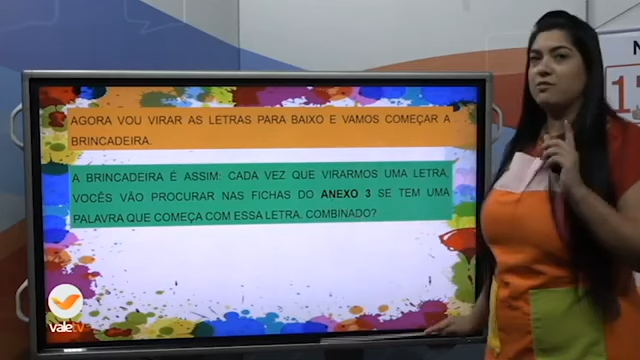 AGORA VOU VIRAR AS LETRAS PARA BAIXO E VAMOS COMEÇAR A
BRINCADEIRA.
A BRINCADEIRA É ASSIM: CADA VEZ QUE VIRARMOS UMA LETRA,
VOCÊS VÃO PROCURAR NAS FICHAS DO ANEXO 3 SE TEM UMA
PALAVRA QUE COMEÇA COM ESSA LETRA. COMBINADO?
valetv